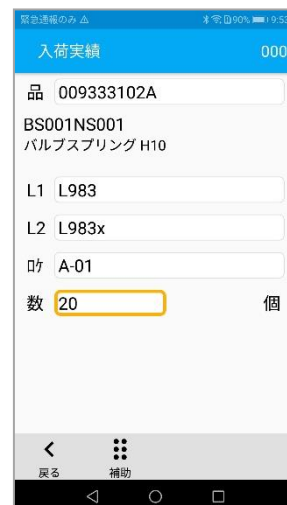 緊急通報のみ 90% 9:53
入荷実績 000
品 009333102A
BS001NS001
バルブスプリング H10
L1 L983
L2 L983x
ﾛｹ A-01
数 20 個
戻る 補助